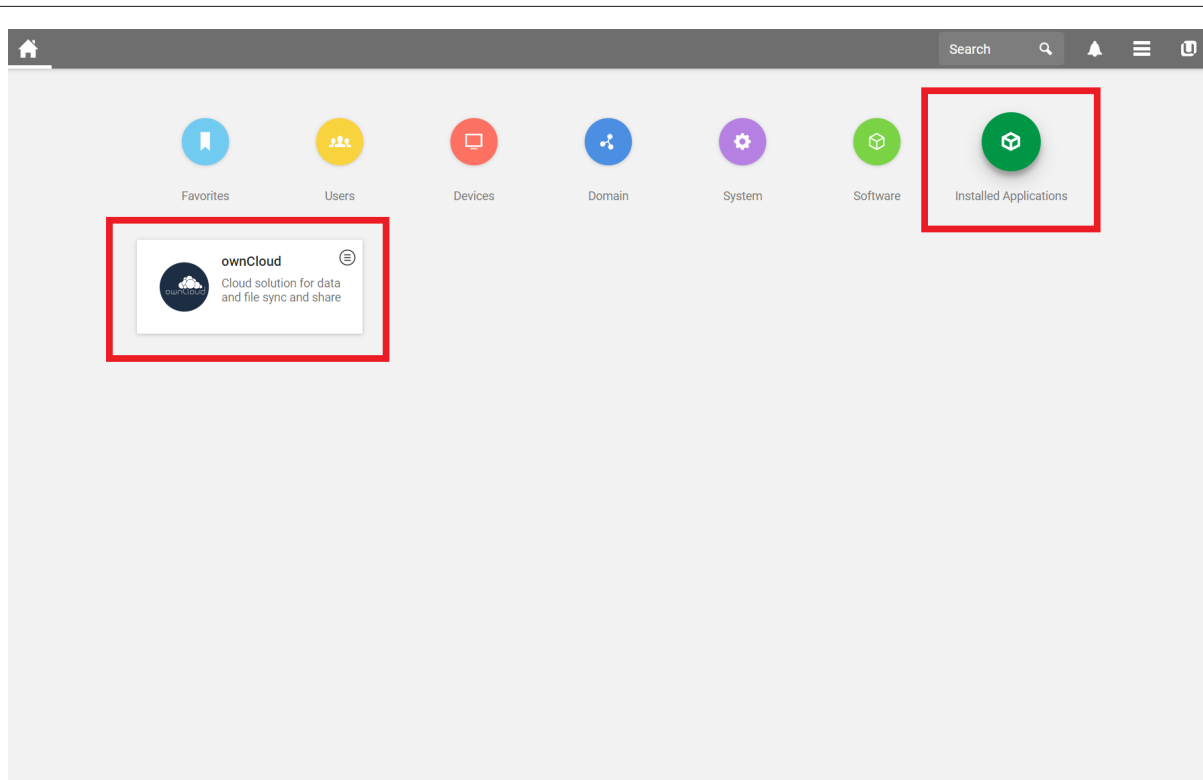 Search
Favorites
Users
Devices
Domain
System
Software
Installed Applications
ownCloud
ownCloud
Cloud solution for data
and file sync and share